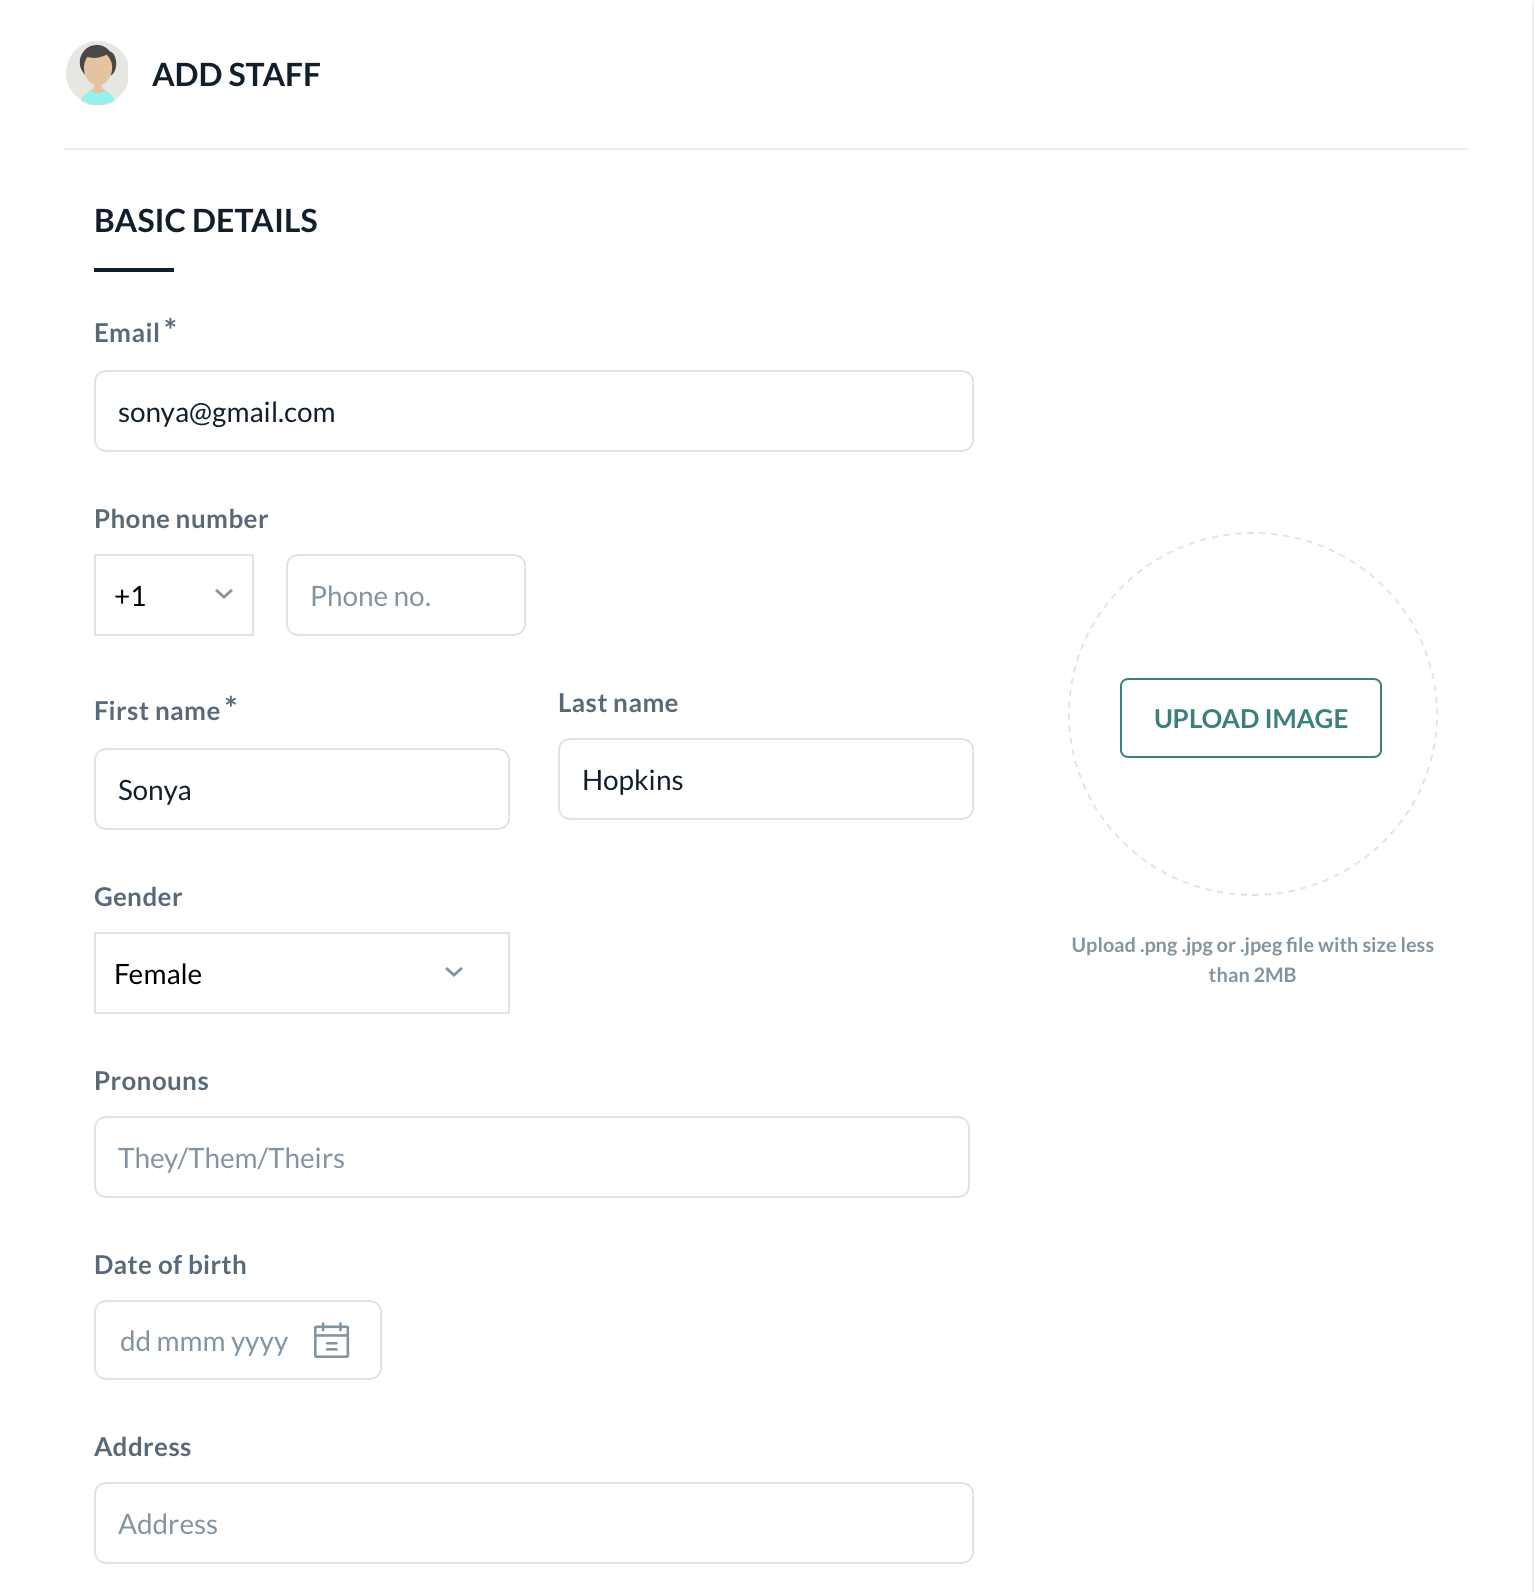 ADD STAFF
BASIC DETAILS
Email *
sonya@gmail.com
Phone number
+1
Phone no.
First name *
Last name
Sonya
Hopkins
UPLOAD IMAGE
Upload .png .jpg or .jpeg file with size less
than 2MB
Gender
Female
Pronouns
They/Them/Theirs
Date of birth
dd mmm yyyy
Address
Address